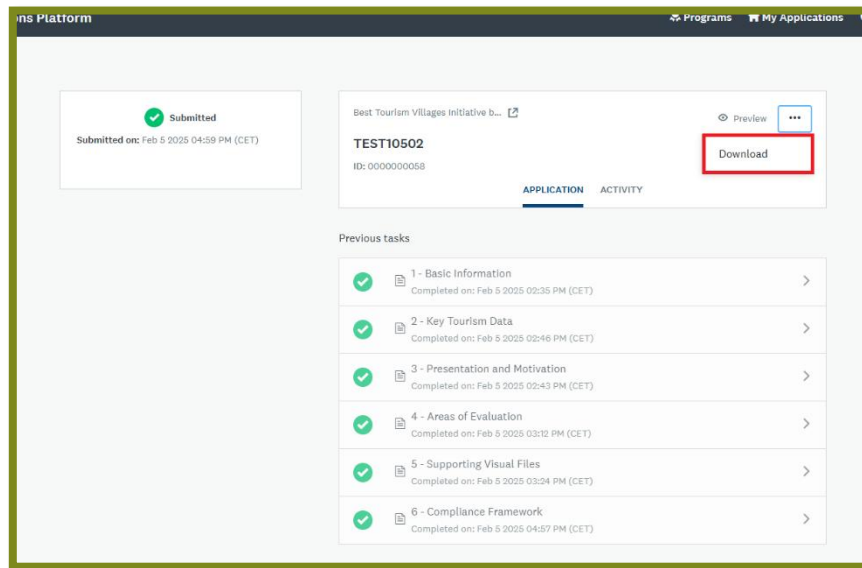 ons Platform
Programs
My Applications
Submitted
Submitted on: Feb 5 2025 04:59 PM (CET)
Best Tourism Villages Initiative b...
Preview
...
TEST10502
Download
ID: 0000000058
APPLICATION
ACTIVITY
Previous tasks
1 - Basic Information
Completed on: Feb 5 2025 02:35 PM (CET)
2 - Key Tourism Data
Completed on: Feb 5 2025 02:46 PM (CET)
3 - Presentation and Motivation
Completed on: Feb 5 2025 02:43 PM (CET)
4 - Areas of Evaluation
Completed on: Feb 5 2025 03:12 PM (CET)
5 - Supporting Visual Files
Completed on: Feb 5 2025 03:24 PM (CET)
6 - Compliance Framework
Completed on: Feb 5 2025 04:57 PM (CET)